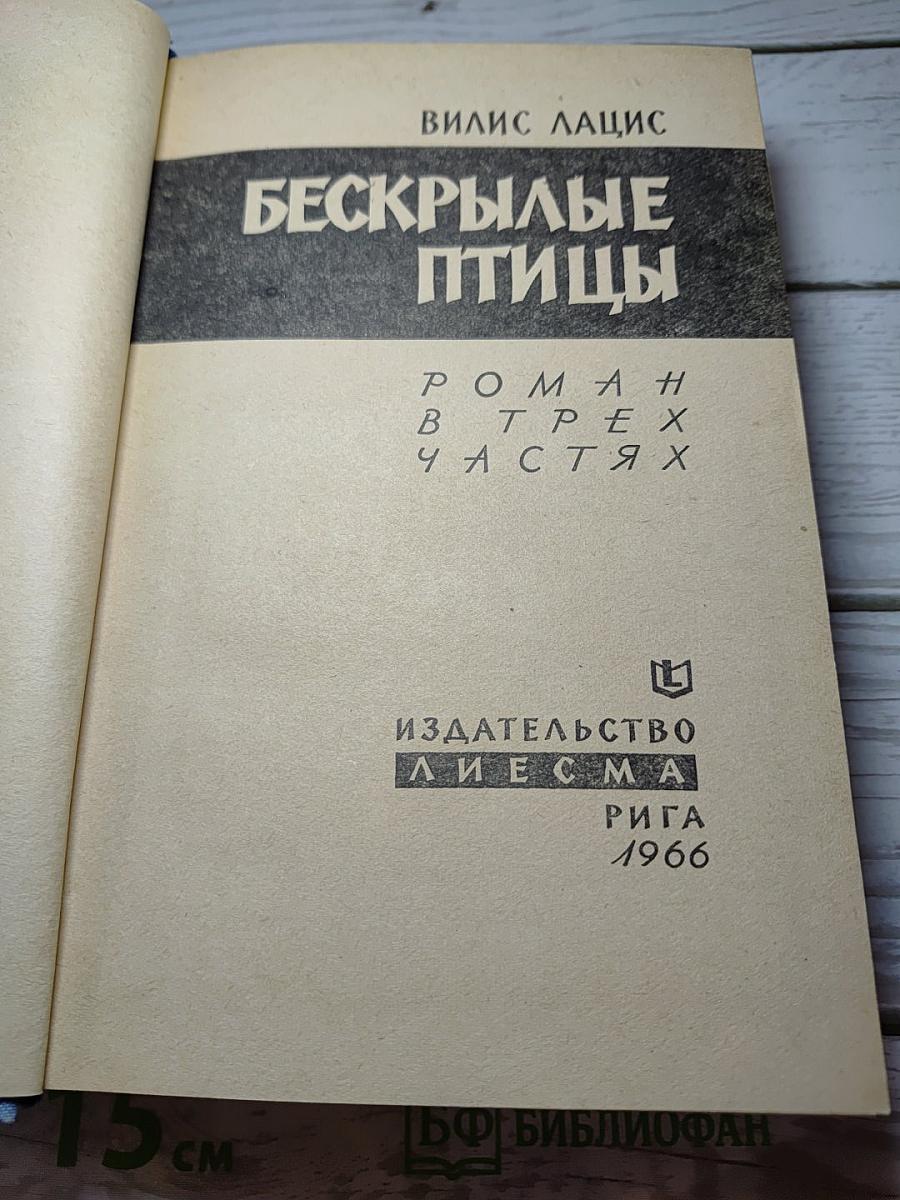 ВИЛИС ЛАЦИС
БЕСКРЫЛЫЕ
ПТИЦЫ
РОМАН
В ТРЕХ
ЧАСТЯХ
L
ИЗДАТЕЛЬСТВО
ЛИЕСМА
РИГА
1966
15 см
БФ БИБЛИОФАН